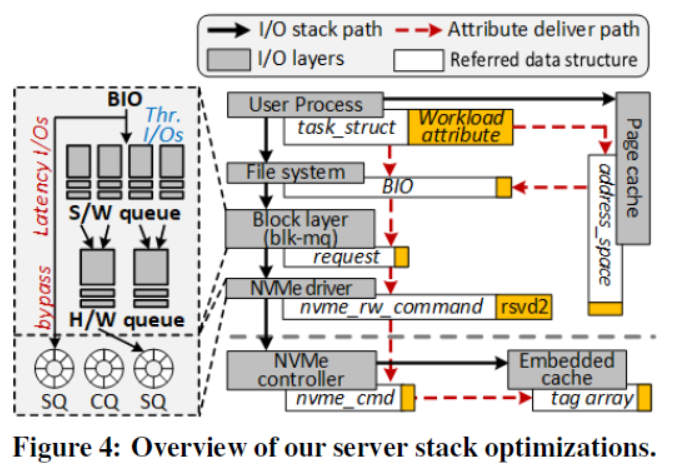 I/O stack path
Attribute deliver path
I/O layers
Referred data structure
BIO
Thr.
I/Os
Latency I/Os
bypass
S/W queue
H/W queue
SQ
CQ
SQ
User Process
task_struct
Workload
attribute
File system
BIO
Block layer
(blk-mq)
request
NVMe driver
nvme_rw_command
rsvd2
Page cache
address_space
NVMe
controller
nvme_cmd
Embedded
cache
tag array
Figure 4: Overview of our server stack optimizations.